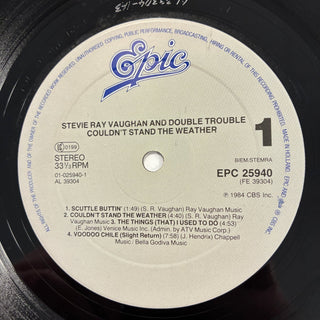 Epic
STEVIE RAY VAUGHAN AND DOUBLE TROUBLE
COULDN'T STAND THE WEATHER
1
STEREO
33⅓ RPM
01-025940-1
AL 39304
BIEM/STEMRA
EPC 25940
(FE 39304)
℗ 1984 CBS Inc.
1. SCUTTLE BUTTIN' (1:49) (S. R. Vaughan) Ray Vaughan Music
2. COULDN'T STAND THE WEATHER (4:40) (S. R. Vaughan) Ray
Vaughan Music 3. THE THINGS (THAT) I USED TO DO (4:53)
(E. Jones) Venice Music Inc. (Admin. by ATV Music Corp.)
4. VOODOO CHILE (Slight Return) (7:58) (J. Hendrix) Chappell
Music / Bella Godiva Music